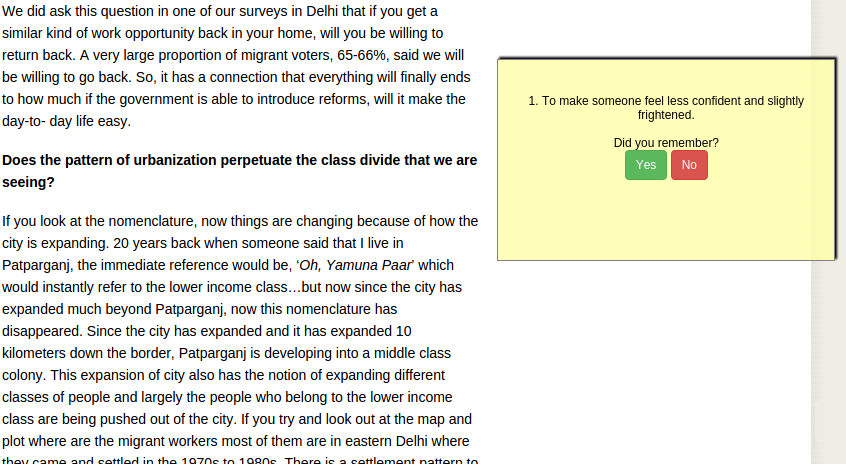 We did ask this question in one of our surveys in Delhi that if you get a
similar kind of work opportunity back in your home, will you be willing to
return back. A very large proportion of migrant voters, 65-66%, said we will
be willing to go back. So, it has a connection that everything will finally ends
to how much if the government is able to introduce reforms, will it make the
day-to- day life easy.
Does the pattern of urbanization perpetuate the class divide that we are
seeing?
If you look at the nomenclature, now things are changing because of how the
city is expanding. 20 years back when someone said that I live in
Patparganj, the immediate reference would be, ‘Oh, Yamuna Paar’ which
would instantly refer to the lower income class…but now since the city has
expanded much beyond Patparganj, now this nomenclature has
disappeared. Since the city has expanded and it has expanded 10
kilometers down the border, Patparganj is developing into a middle class
colony. This expansion of city also has the notion of expanding different
classes of people and largely the people who belong to the lower income
class are being pushed out of the city. If you try and look out at the map and
plot where are the migrant workers most of them are in eastern Delhi where
they came and settled in the 1970s to 1980s. There is a settlement pattern to
1. To make someone feel less confident and slightly
frightened.
Did you remember?
Yes No